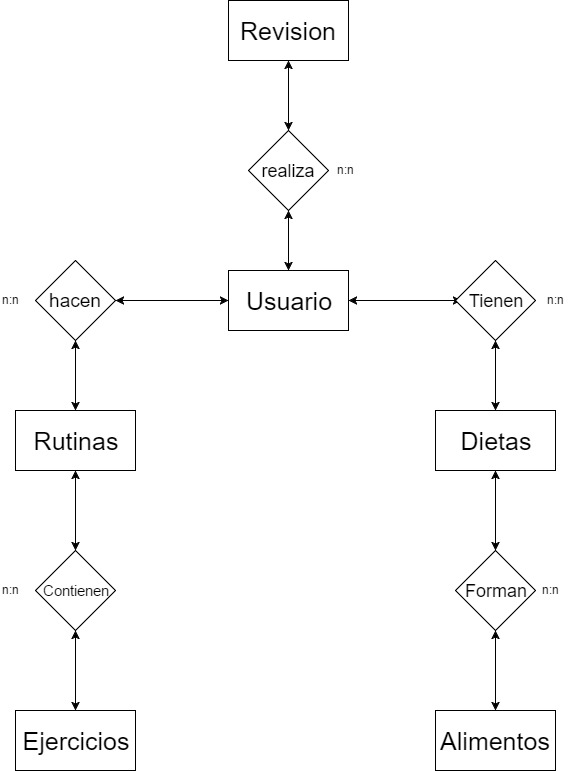 Revision
realiza
n:n
n:n
hacen
Usuario
Tienen
n:n
Rutinas
Dietas
n:n
Contienen
Forman
n:n
Ejercicios
Alimentos